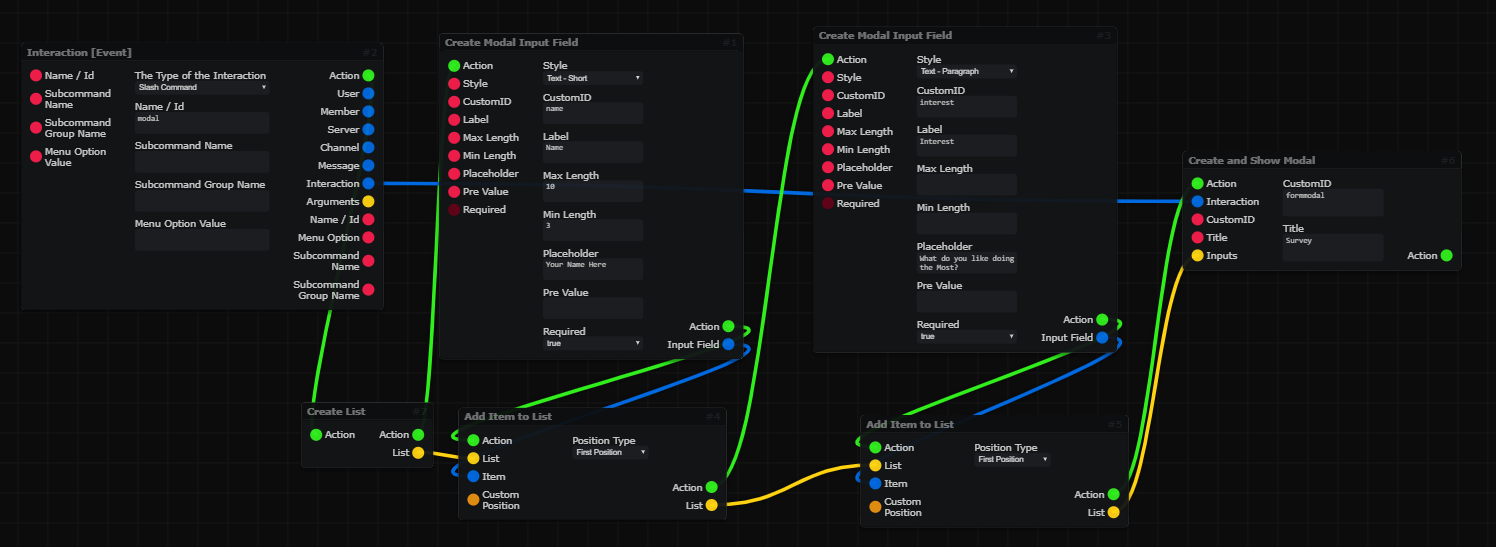 Interaction [Event] #2
Name / Id
Subcommand
Name
Subcommand
Group Name
Menu Option
Value
The Type of the Interaction
Slash Command
Name / Id
modal
Subcommand Name
Subcommand Group Name
Menu Option Value
Action
User
Member
Server
Channel
Message
Interaction
Arguments
Name / Id
Menu Option
Subcommand
Name
Subcommand
Group Name
Create Modal Input Field #1
Action
Style
CustomID
Label
Max Length
Min Length
Placeholder
Pre Value
Required
Style
Text - Short
CustomID
name
Label
Name
Max Length
10
Min Length
3
Placeholder
Your Name Here
Pre Value
Required
true
Action
Input Field
Create Modal Input Field #3
Action
Style
CustomID
Label
Max Length
Min Length
Placeholder
Pre Value
Required
Style
Text - Paragraph
CustomID
interest
Label
Interest
Max Length
Min Length
Placeholder
What do you like doing
the Most?
Pre Value
Required
true
Action
Input Field
Create and Show Modal #6
Action
Interaction
CustomID
Title
Inputs
CustomID
formmodal
Title
Survey
Action
Create List #7
Action
Action
List
Add Item to List #4
Action
List
Item
Custom
Position
Position Type
First Position
Action
List
Add Item to List #5
Action
List
Item
Custom
Position
Position Type
First Position
Action
List